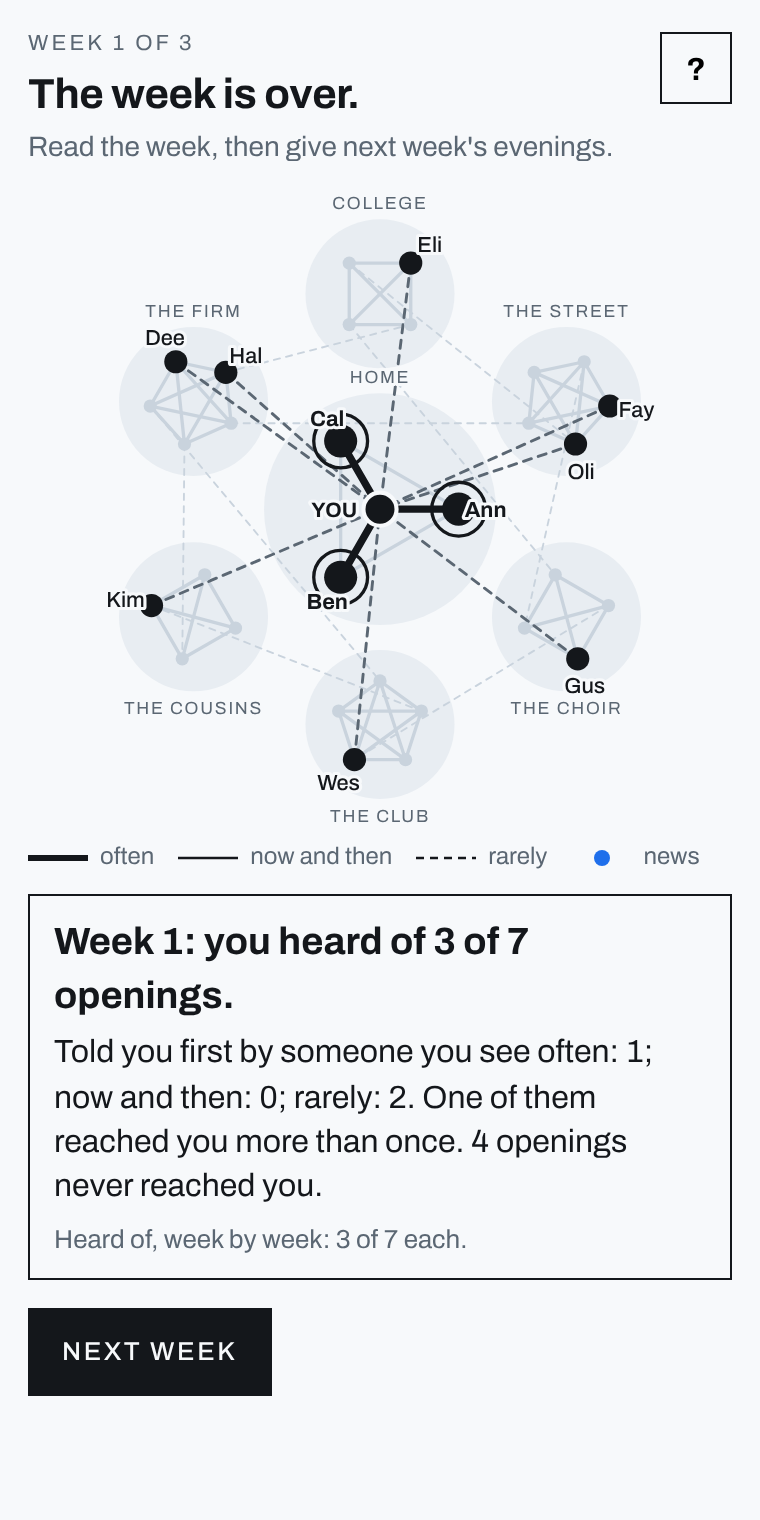 WEEK 1 OF 3
?
The week is over.
Read the week, then give next week's evenings.
COLLEGE
Eli
THE FIRM
THE STREET
Dee
Hal
HOME
Cal
Fay
Oli
YOU
Ann
Kim
Ben
Gus
THE COUSINS
THE CHOIR
Wes
THE CLUB
often
now and then
rarely
news
Week 1: you heard of 3 of 7
openings.
Told you first by someone you see often: 1;
now and then: 0; rarely: 2. One of them
reached you more than once. 4 openings
never reached you.
Heard of, week by week: 3 of 7 each.
NEXT WEEK